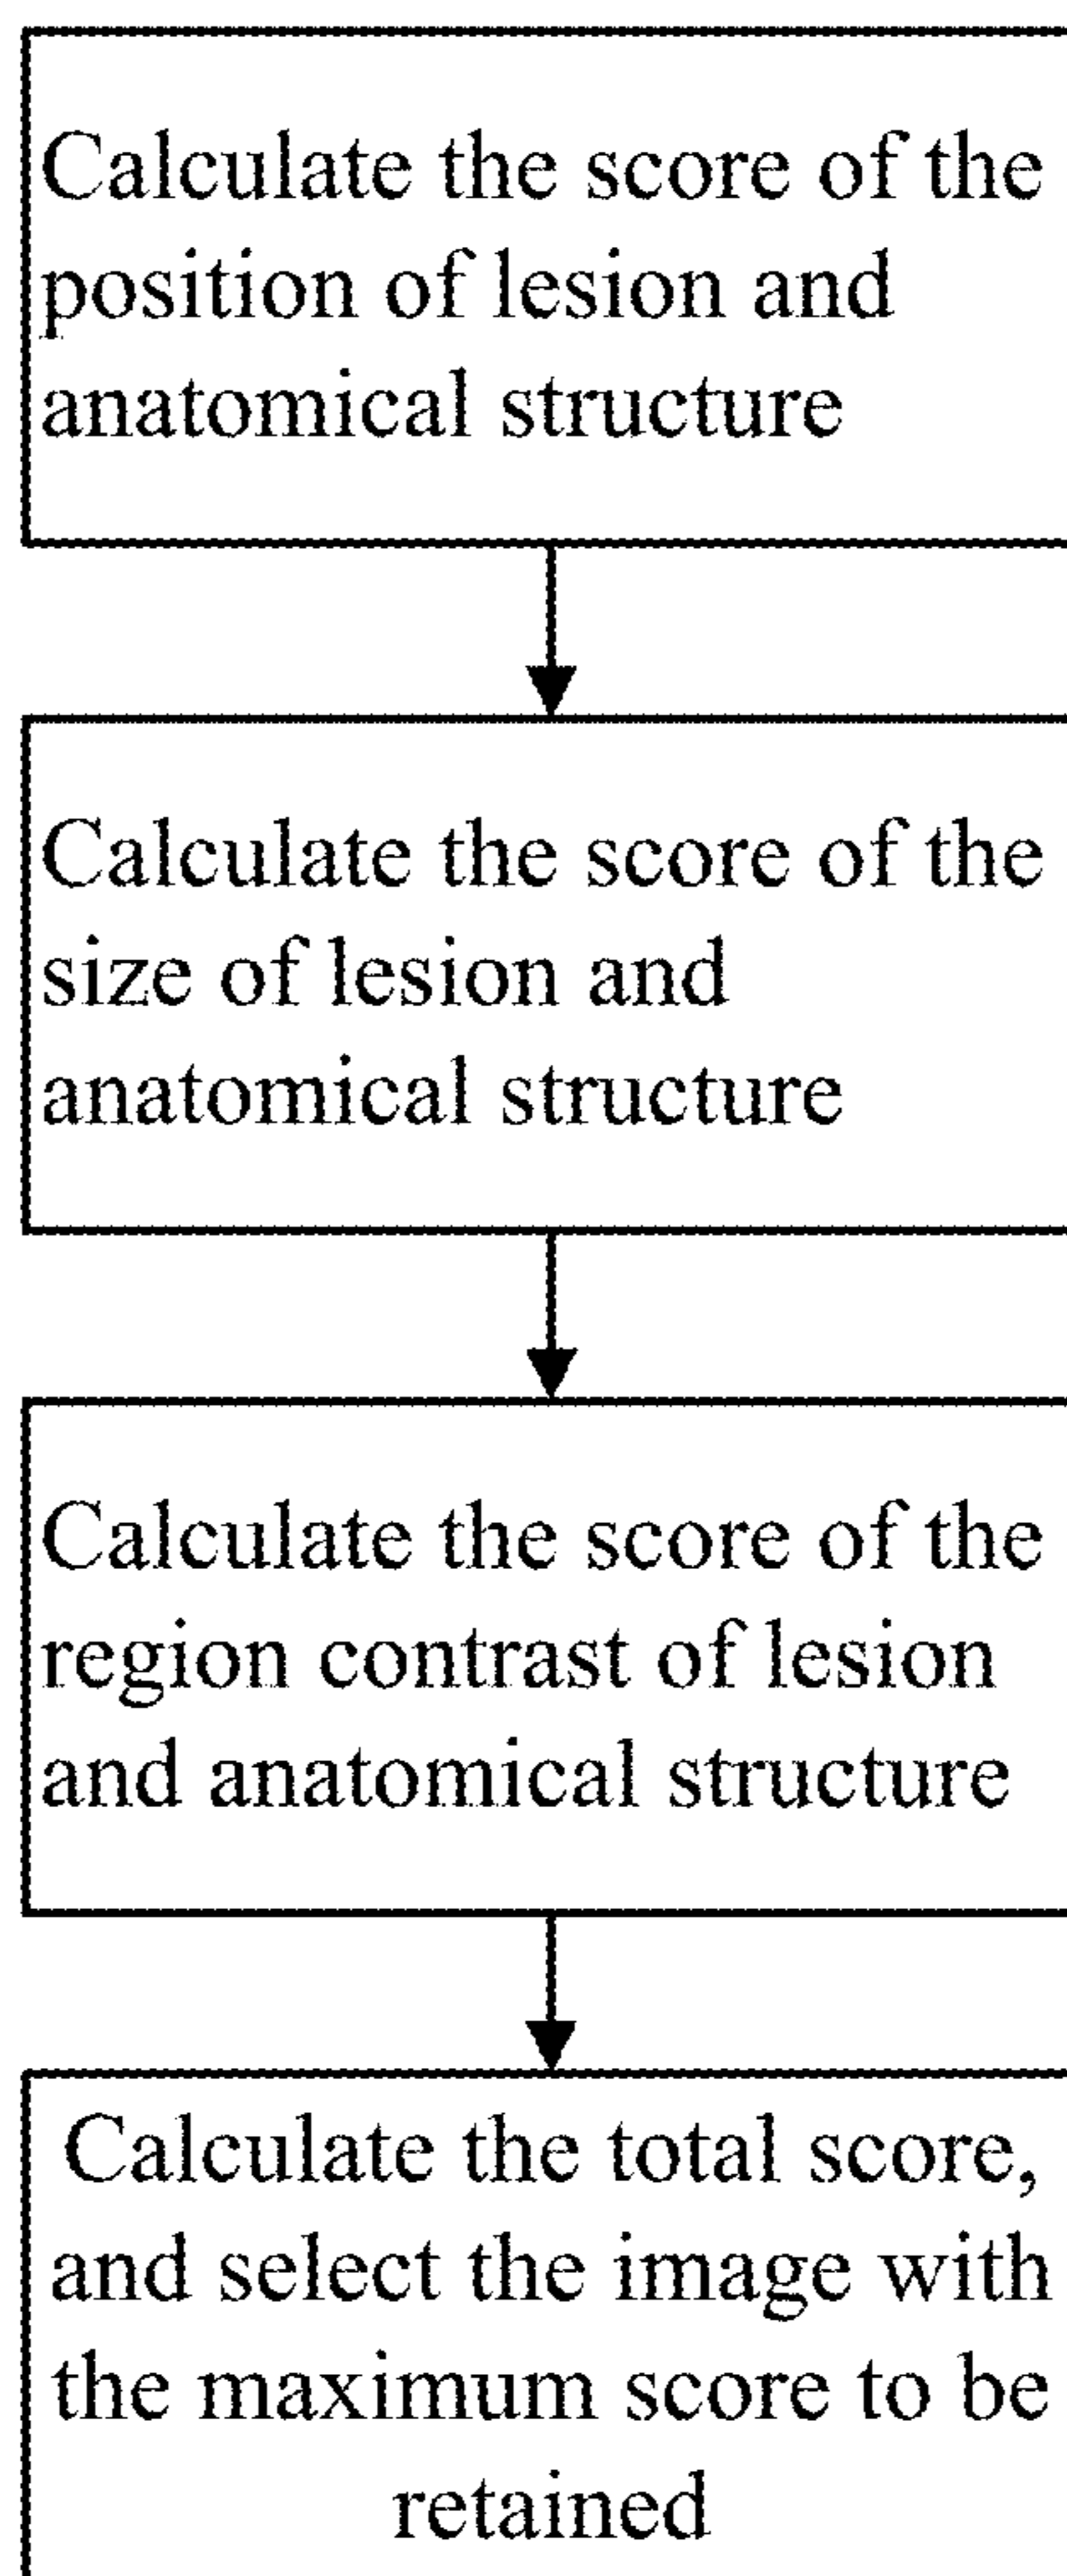 Calculate the score of the
position of lesion and
anatomical structure
Calculate the score of the
size of lesion and
anatomical structure
Calculate the score of the
region contrast of lesion
and anatomical structure
Calculate the total score,
and select the image with
the maximum score to be
retained